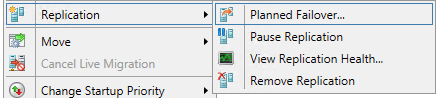 Replication
Move
Cancel Live Migration
Change Startup Priority
Planned Failover...
Pause Replication
View Replication Health...
Remove Replication